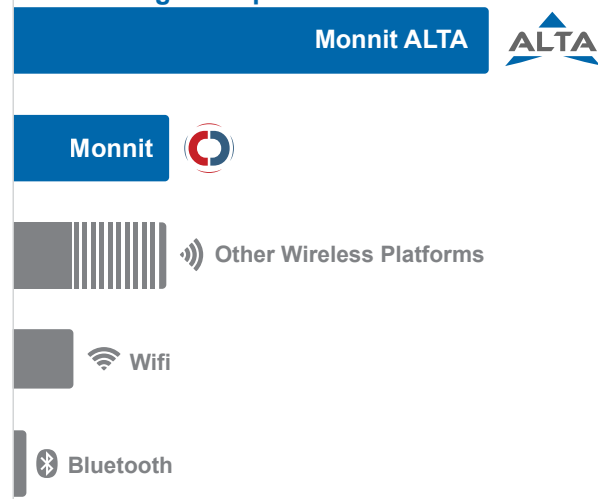 Monnit ALTA
ALTA
Monnit
Other Wireless Platforms
Wifi
Bluetooth